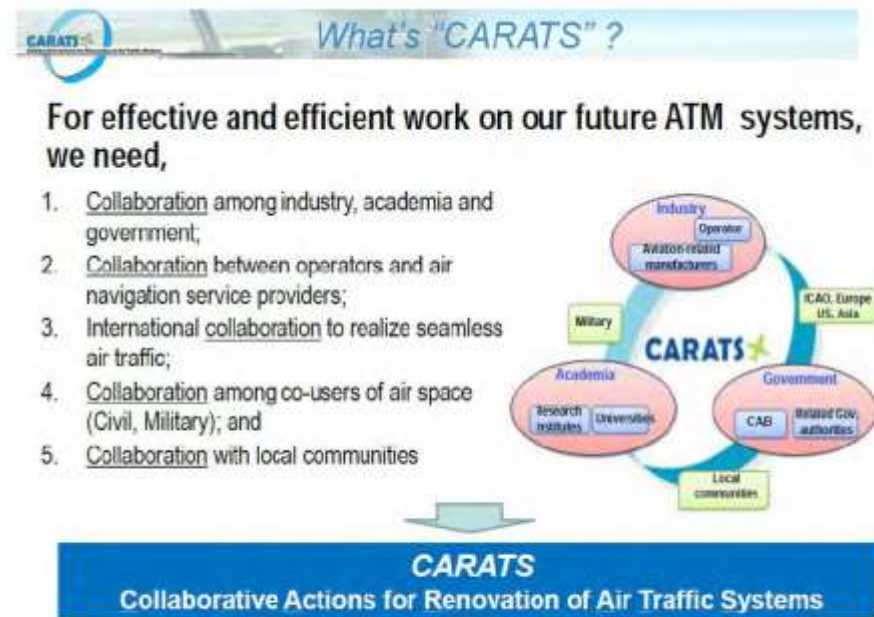 CARATS
What's "CARATS" ?
For effective and efficient work on our future ATM systems,
we need,
1. Collaboration among industry, academia and
government;
2. Collaboration between operators and air
navigation service providers;
3. International collaboration to realize seamless
air traffic;
4. Collaboration among co-users of air space
(Civil, Military); and
5. Collaboration with local communities
Industry
Operator
Aviation-related
manufacturers
ICAO, Europe
US, Asia
Military
CARATS
Academia
Research
institutes
Universities
Government
CAB
Related Gov.
authorities
Local
communities
CARATS
Collaborative Actions for Renovation of Air Traffic Systems